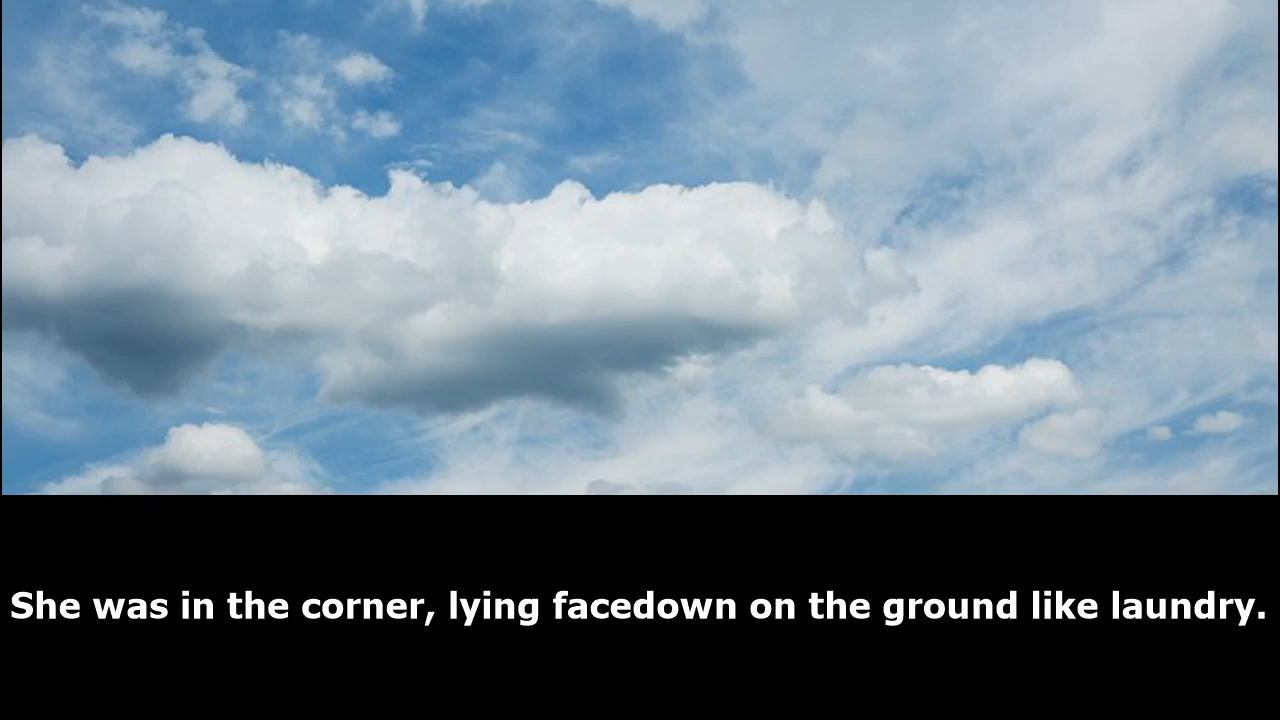 She was in the corner, lying facedown on the ground like laundry.